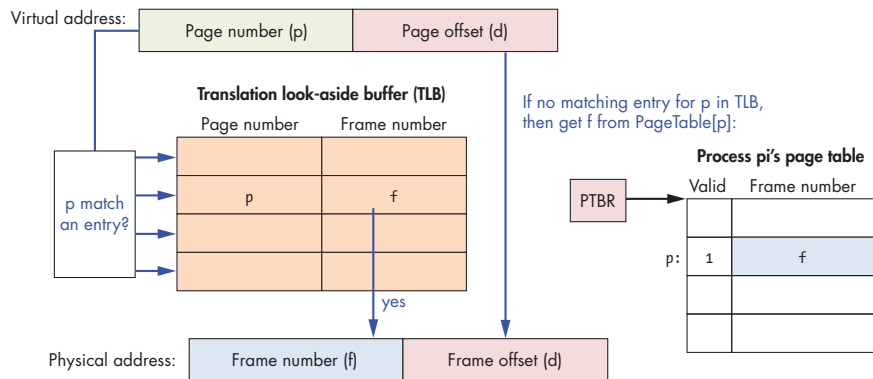 Virtual address:
Page number (p)
Page offset (d)
Translation look-aside buffer (TLB)
Page number
Frame number
p match
an entry?
p
f
yes
If no matching entry for p in TLB,
then get f from PageTable[p]:
Process pi's page table
Valid
Frame number
PTBR
p:
1
f
Physical address:
Frame number (f)
Frame offset (d)